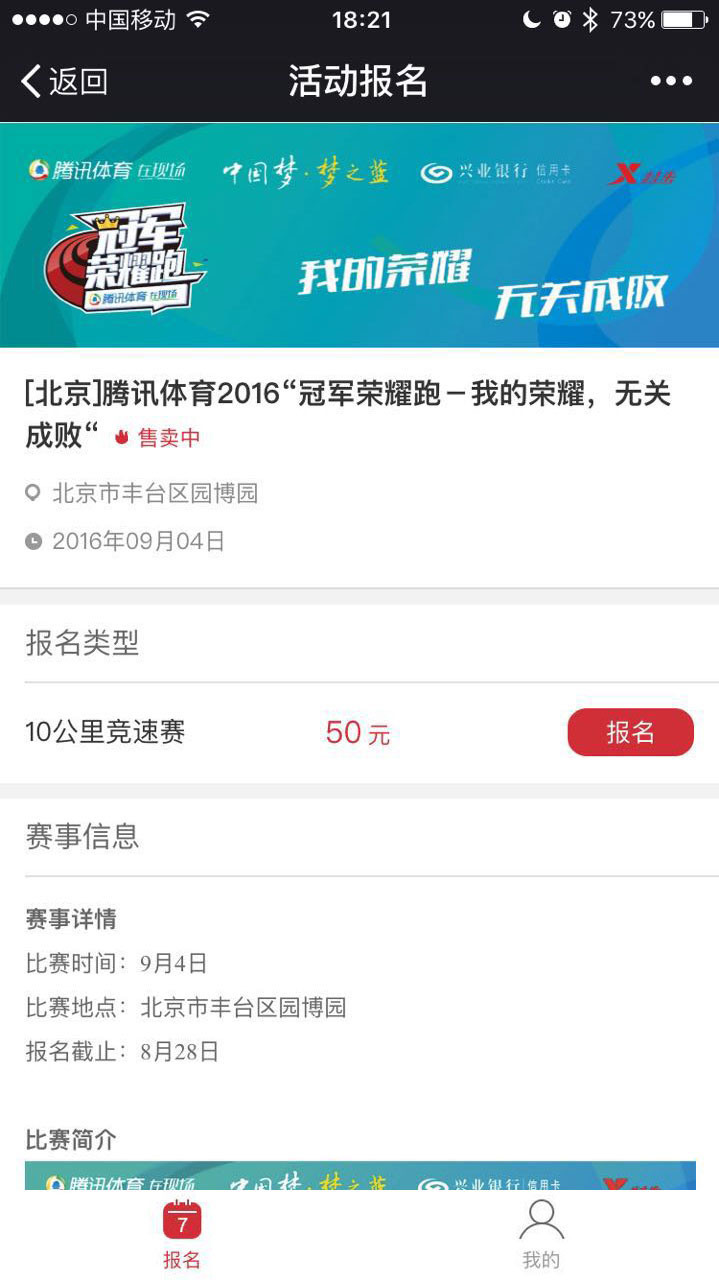 中国移动 18:21 73%
返回 活动报名
腾讯体育 在现场 中国梦·梦之蓝 兴业银行 信用卡 X特步
冠军
荣耀跑
腾讯体育 在现场
我的荣耀
无关成败
[北京]腾讯体育2016“冠军荣耀跑－我的荣耀，无关
成败“ 售卖中
北京市丰台区园博园
2016年09月04日
报名类型
10公里竞速赛 50 元 报名
赛事信息
赛事详情
比赛时间：9月4日
比赛地点：北京市丰台区园博园
报名截止：8月28日
比赛简介
腾讯体育 在现场 中国梦·梦之蓝 兴业银行 信用卡
7
报名 我的